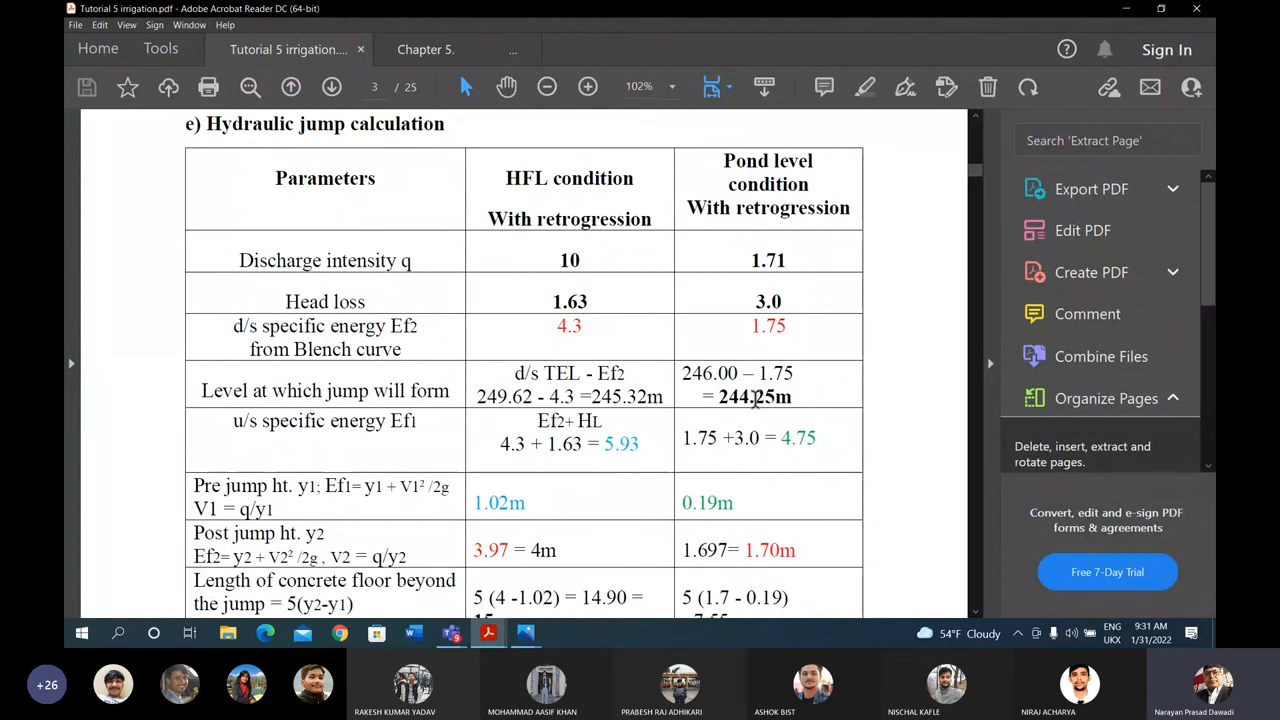 Tutorial 5 irrigation.pdf - Adobe Acrobat Reader DC (64-bit)
File Edit View Sign Window Help
Home Tools Tutorial 5 irrigation.... × Chapter 5. ... Sign In
3 / 25 102%
e) Hydraulic jump calculation
Parameters
HFL condition
With retrogression
Pond level
condition
With retrogression
Discharge intensity q 10 1.71
Head loss 1.63 3.0
d/s specific energy Ef2
from Blench curve
4.3 1.75
Level at which jump will form
d/s TEL - Ef2
249.62 - 4.3 =245.32m
246.00 – 1.75
= 244.25m
u/s specific energy Ef1
Ef2+ HL
4.3 + 1.63 = 5.93
1.75 +3.0 = 4.75
Pre jump ht. y1; Ef1= y1 + V1² /2g
V1 = q/y1
1.02m 0.19m
Post jump ht. y2
Ef2= y2 + V2² /2g , V2 = q/y2
3.97 = 4m 1.697= 1.70m
Length of concrete floor beyond
the jump = 5(y2-y1)
5 (4 -1.02) = 14.90 =
5 (1.7 - 0.19)
Search 'Extract Page'
Export PDF
Edit PDF
Create PDF
Comment
Combine Files
Organize Pages
Delete, insert, extract and
rotate pages.
Convert, edit and e-sign PDF
forms & agreements
Free 7-Day Trial
54°F Cloudy
ENG
UKX
9:31 AM
1/31/2022
+26
RAKESH KUMAR YADAV
MOHAMMAD AASIF KHAN
PRABESH RAJ ADHIKARI
ASHOK BIST
NISCHAL KAFLE
NIRAJ ACHARYA
Narayan Prasad Dawadi